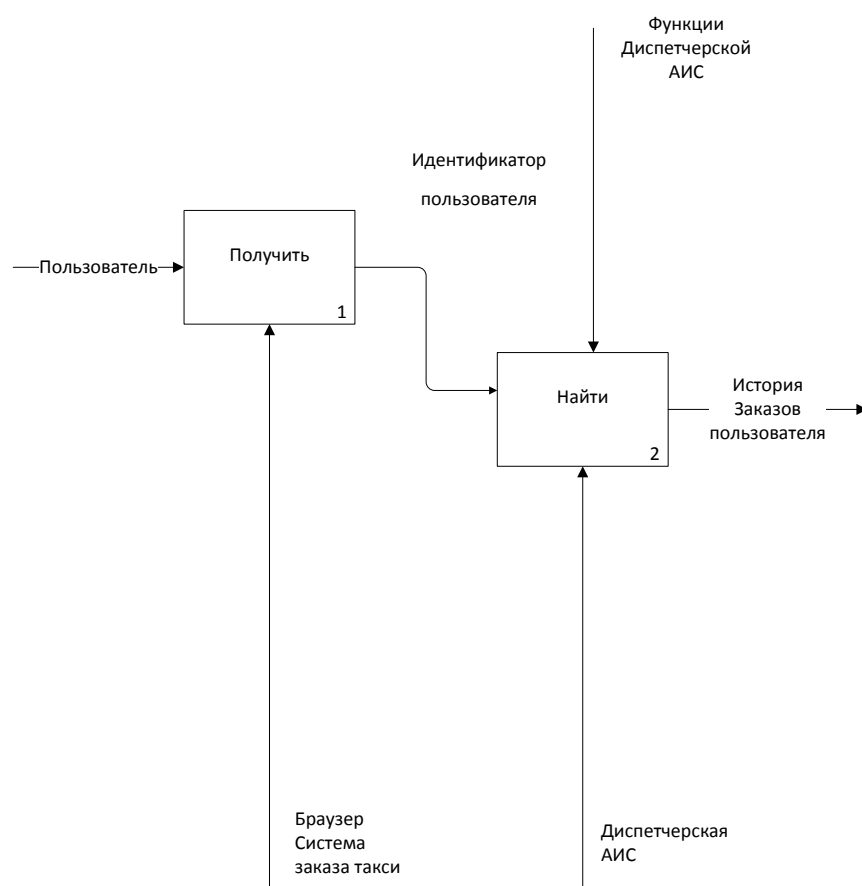 Функции
Диспетчерской
АИС
Идентификатор
пользователя
Получить
Пользователь
1
Найти
История
Заказов
пользователя
2
Браузер
Система
заказа такси
Диспетчерская
АИС